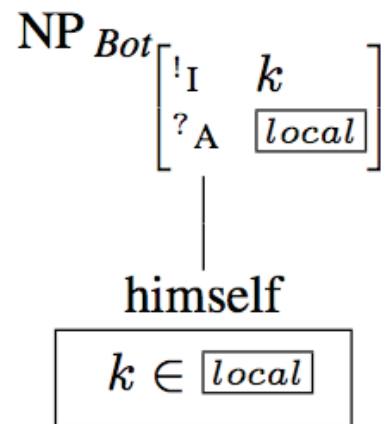 NP Bot
!I k
?A local
himself
k ∈ local